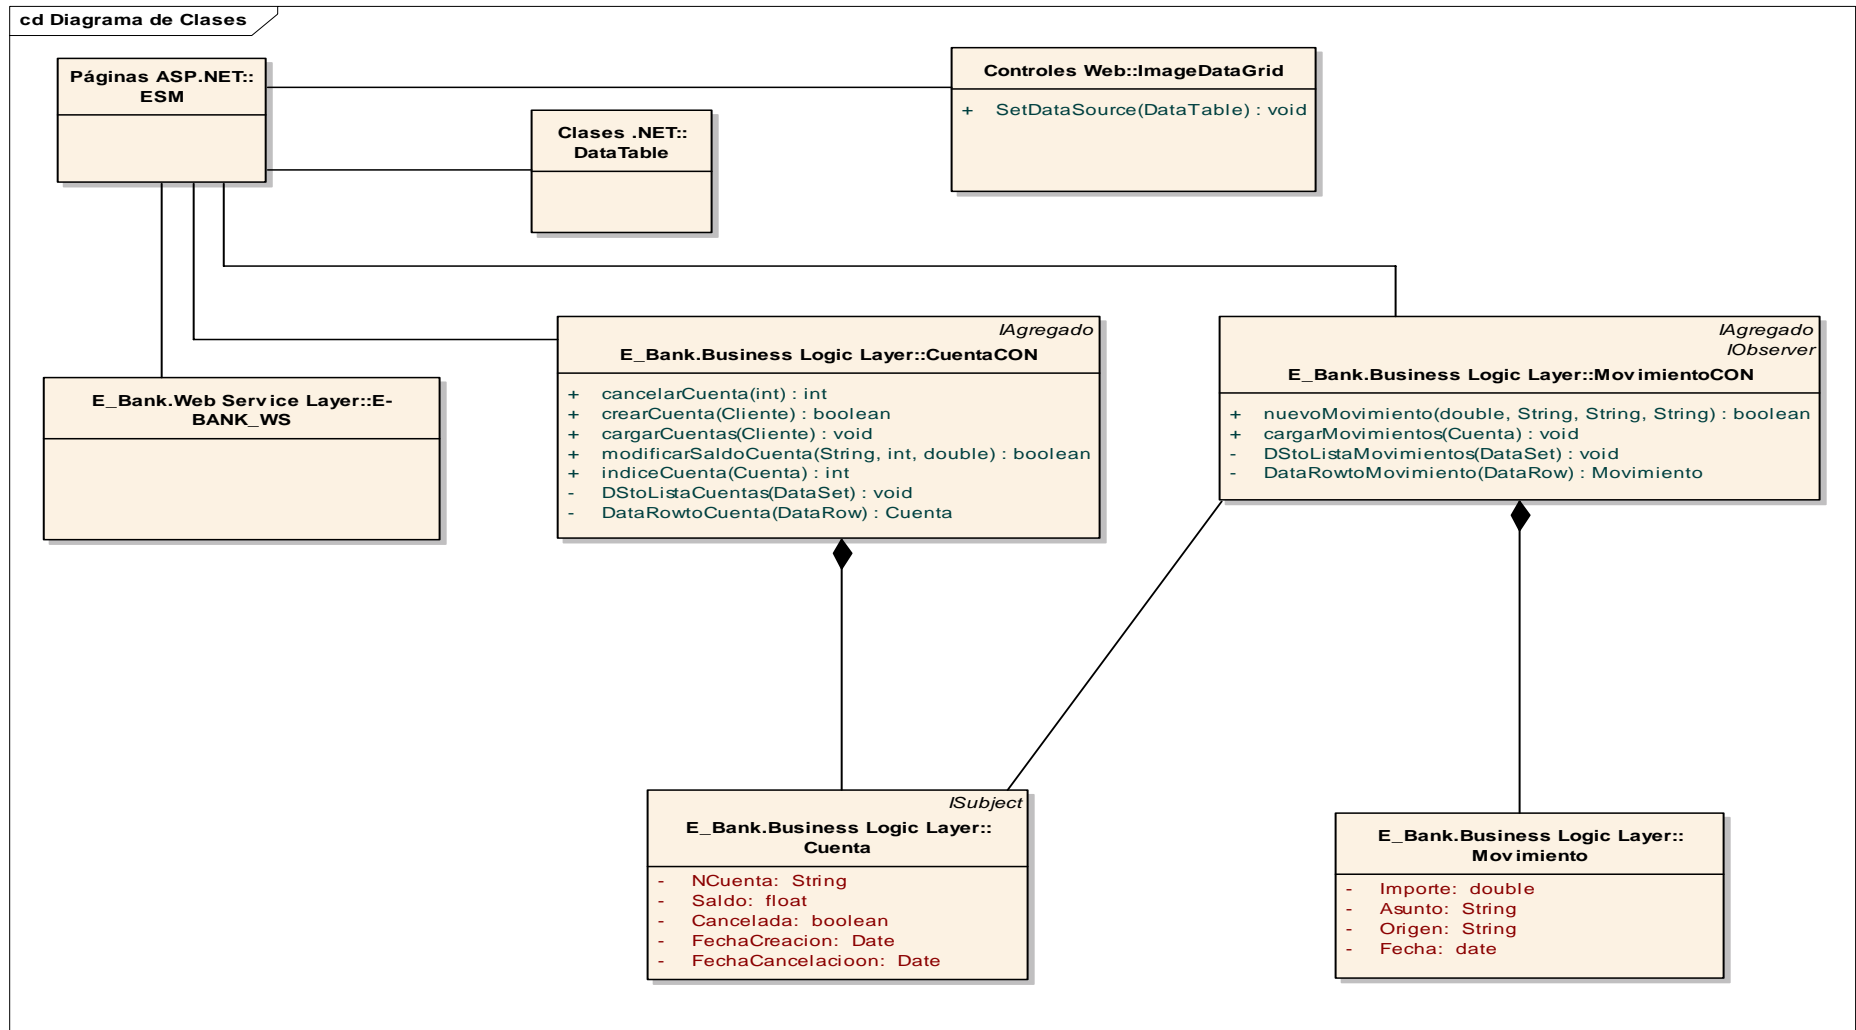 cd Diagrama de Clases
Páginas ASP.NET::
ESM
Controles Web::ImageDataGrid
+ SetDataSource(DataTable) : void
Clases .NET::
DataTable
IAgregado
E_Bank.Business Logic Layer::CuentaCON
+ cancelarCuenta(int) : int
+ crearCuenta(Cliente) : boolean
+ cargarCuentas(Cliente) : void
+ modificarSaldoCuenta(String, int, double) : boolean
+ indiceCuenta(Cuenta) : int
- DStoListaCuentas(DataSet) : void
- DataRowtoCuenta(DataRow) : Cuenta
IAgregado
IObserver
E_Bank.Business Logic Layer::MovimientoCON
+ nuevoMovimiento(double, String, String, String) : boolean
+ cargarMovimientos(Cuenta) : void
- DStoListaMovimientos(DataSet) : void
- DataRowtoMovimiento(DataRow) : Movimiento
E_Bank.Web Service Layer::E-
BANK_WS
ISubject
E_Bank.Business Logic Layer::
Cuenta
- NCuenta: String
- Saldo: float
- Cancelada: boolean
- FechaCreacion: Date
- FechaCancelacioon: Date
E_Bank.Business Logic Layer::
Movimiento
- Importe: double
- Asunto: String
- Origen: String
- Fecha: date